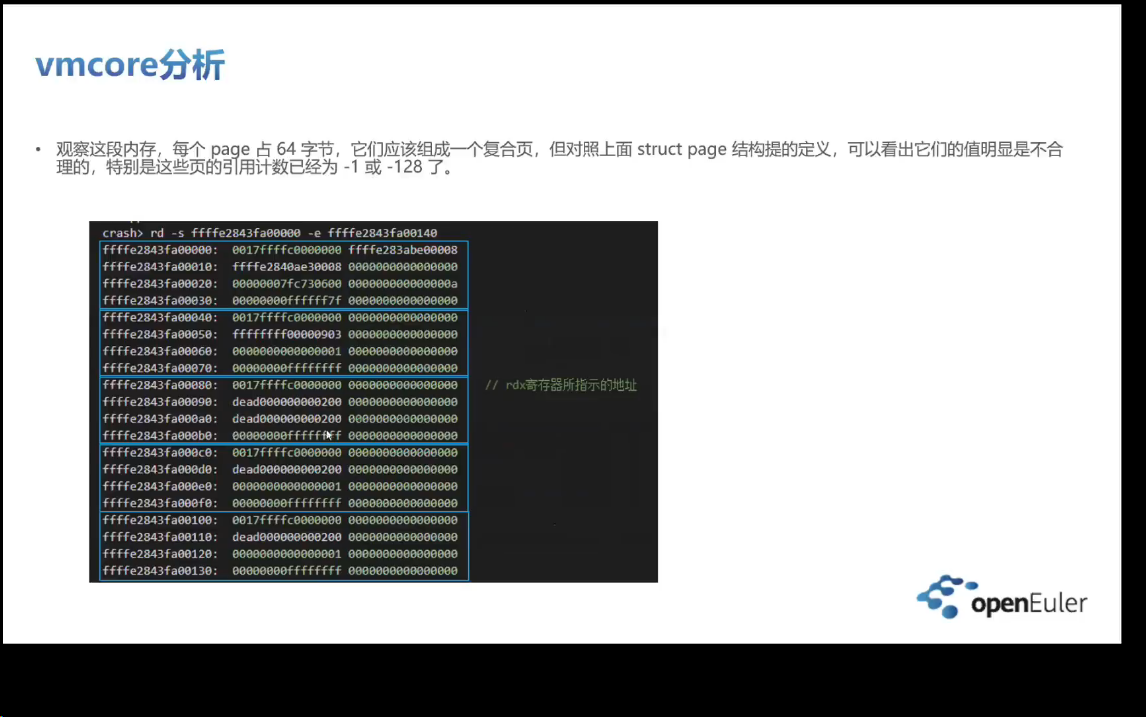 vmcore分析
• 观察这段内存，每个 page 占 64 字节，它们应该组成一个复合页，但对照上面 struct page 结构提的定义，可以看出它们的值明显是不合
理的，特别是这些页的引用计数已经为 -1 或 -128 了。
crash> rd -s ffffe2843fa00000 -e ffffe2843fa00140
ffffe2843fa00000: 0017ffffc0000000 ffffe283abe00008
ffffe2843fa00010: ffffe2840ae30008 0000000000000000
ffffe2843fa00020: 00000007fc730600 000000000000000a
ffffe2843fa00030: 00000000ffffff7f 0000000000000000
ffffe2843fa00040: 0017ffffc0000000 0000000000000000
ffffe2843fa00050: ffffffff00000903 0000000000000000
ffffe2843fa00060: 0000000000000001 0000000000000000
ffffe2843fa00070: 00000000ffffffff 0000000000000000
ffffe2843fa00080: 0017ffffc0000000 0000000000000000 // rdx寄存器所指示的地址
ffffe2843fa00090: dead000000000200 0000000000000000
ffffe2843fa000a0: dead000000000200 0000000000000000
ffffe2843fa000b0: 00000000ffffffff 0000000000000000
ffffe2843fa000c0: 0017ffffc0000000 0000000000000000
ffffe2843fa000d0: dead000000000200 0000000000000000
ffffe2843fa000e0: 0000000000000001 0000000000000000
ffffe2843fa000f0: 00000000ffffffff 0000000000000000
ffffe2843fa00100: 0017ffffc0000000 0000000000000000
ffffe2843fa00110: dead000000000200 0000000000000000
ffffe2843fa00120: 0000000000000001 0000000000000000
ffffe2843fa00130: 00000000ffffffff 0000000000000000
openEuler